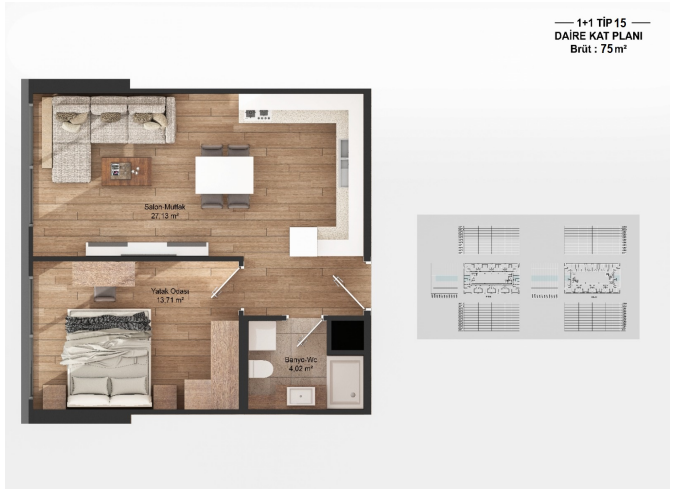 1+1 TİP 15
DAİRE KAT PLANI
Brüt : 75 m²
Salon-Mutfak
27,13 m²
Yatak Odası
13,71 m²
Banyo-Wc
4,02 m²